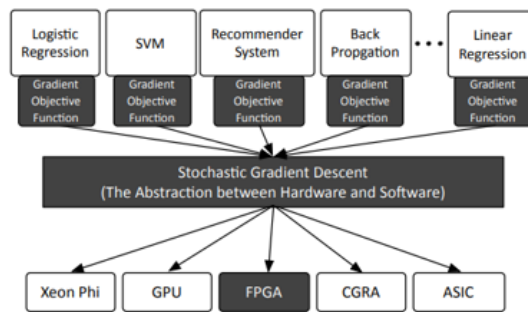 Logistic
Regression
SVM
Recommender
System
Back
Propgation
...
Linear
Regression
Gradient
Objective
Function
Gradient
Objective
Function
Gradient
Objective
Function
Gradient
Objective
Function
Gradient
Objective
Function
Stochastic Gradient Descent
(The Abstraction between Hardware and Software)
Xeon Phi
GPU
FPGA
CGRA
ASIC